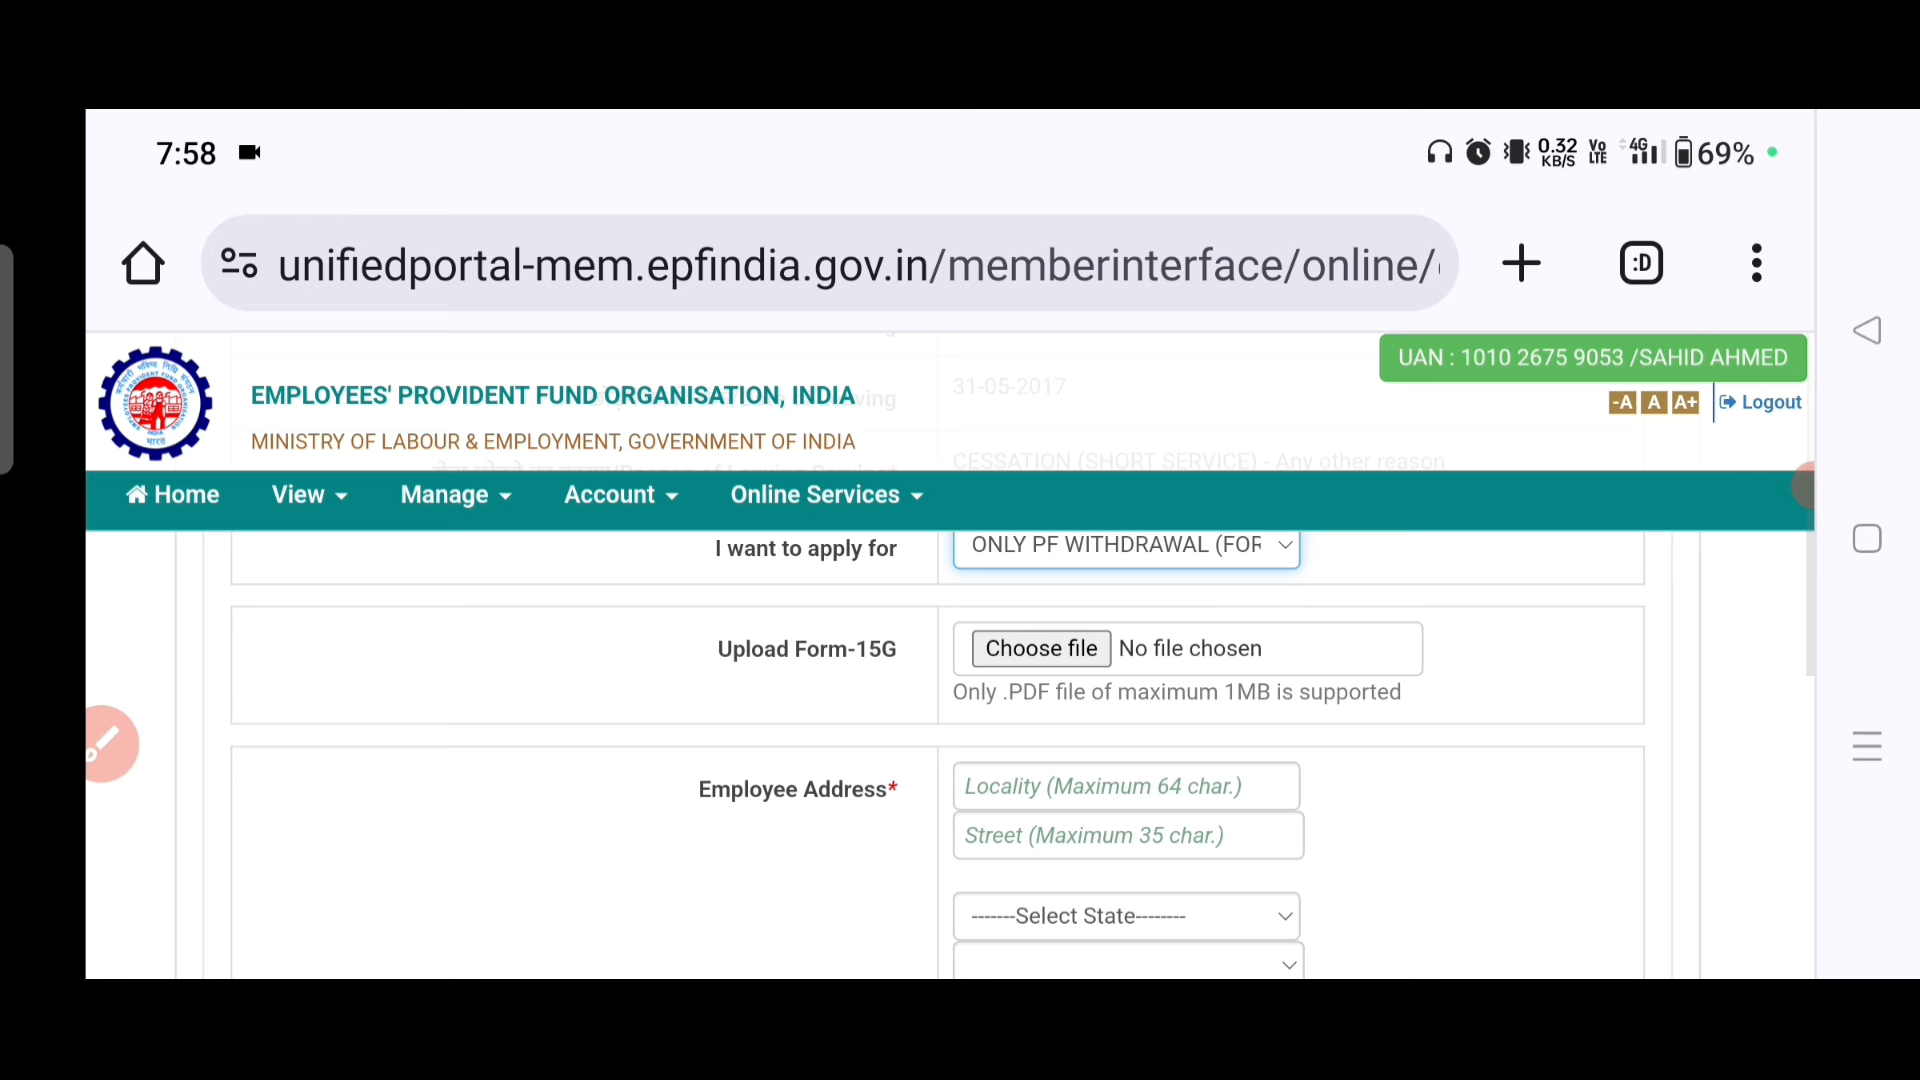 7:58
0.32 KB/S Vo LTE 4G 69%
unifiedportal-mem.epfindia.gov.in/memberinterface/online/
:D
UAN : 1010 2675 9053 /SAHID AHMED
EMPLOYEES' PROVIDENT FUND ORGANISATION, INDIA
31-05-2017
-A A A+ Logout
MINISTRY OF LABOUR & EMPLOYMENT, GOVERNMENT OF INDIA
CESSATION (SHORT SERVICE) - Any other reason
Home View Manage Account Online Services
I want to apply for ONLY PF WITHDRAWAL (FOR
Upload Form-15G Choose file No file chosen
Only .PDF file of maximum 1MB is supported
Employee Address* Locality (Maximum 64 char.)
Street (Maximum 35 char.)
-------Select State--------